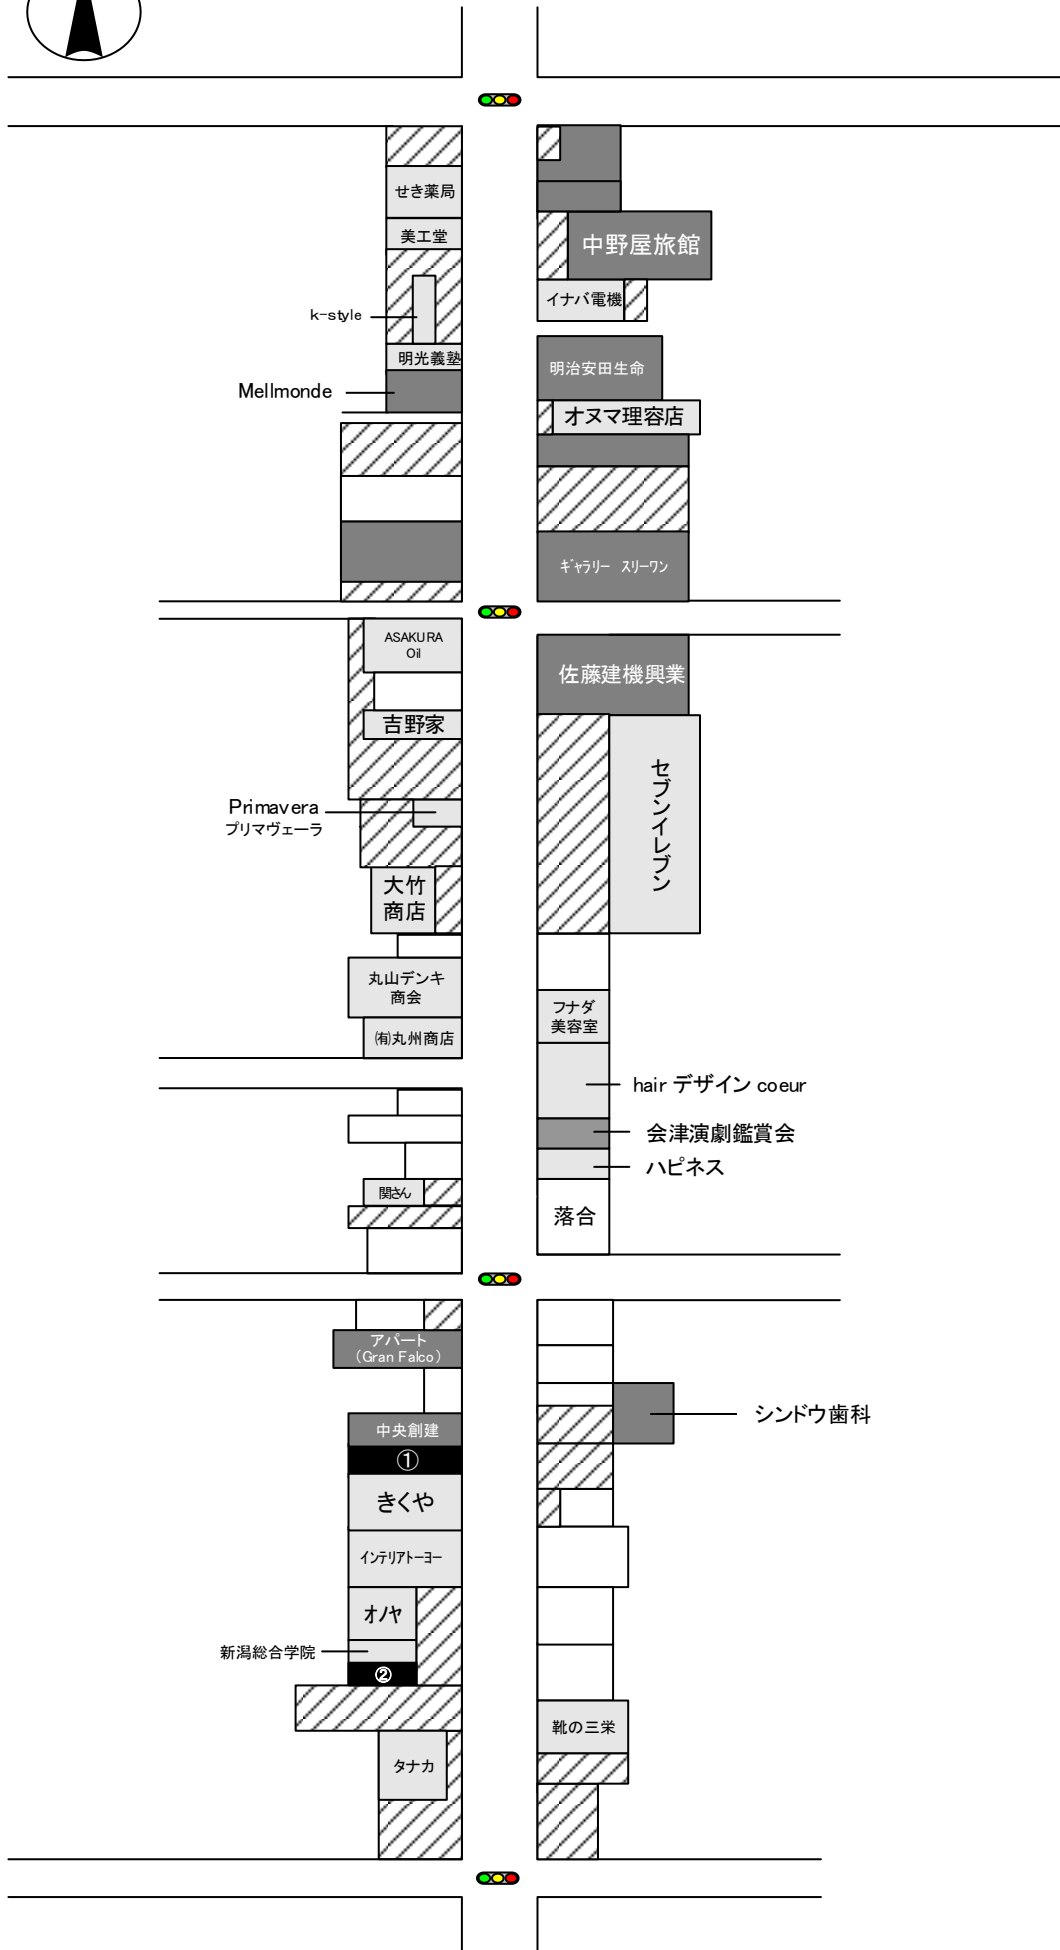 せき薬局
美工堂
k-style
明光義塾
Mellmonde
中野屋旅館
イナバ電機
明治安田生命
オヌマ理容店
ギャラリー スリーワン
ASAKURA
Oil
吉野家
Primavera
プリマヴェーラ
大竹
商店
丸山デンキ
商会
㈲丸州商店
佐藤建機興業
セブンイレブン
フナダ
美容室
hair デザイン coeur
会津演劇鑑賞会
ハピネス
落合
関さん
アパート
(Gran Falco)
中央創建
①
きくや
インテリアトーヨー
オノヤ
新潟総合学院
②
タナカ
シンドウ歯科
靴の三栄